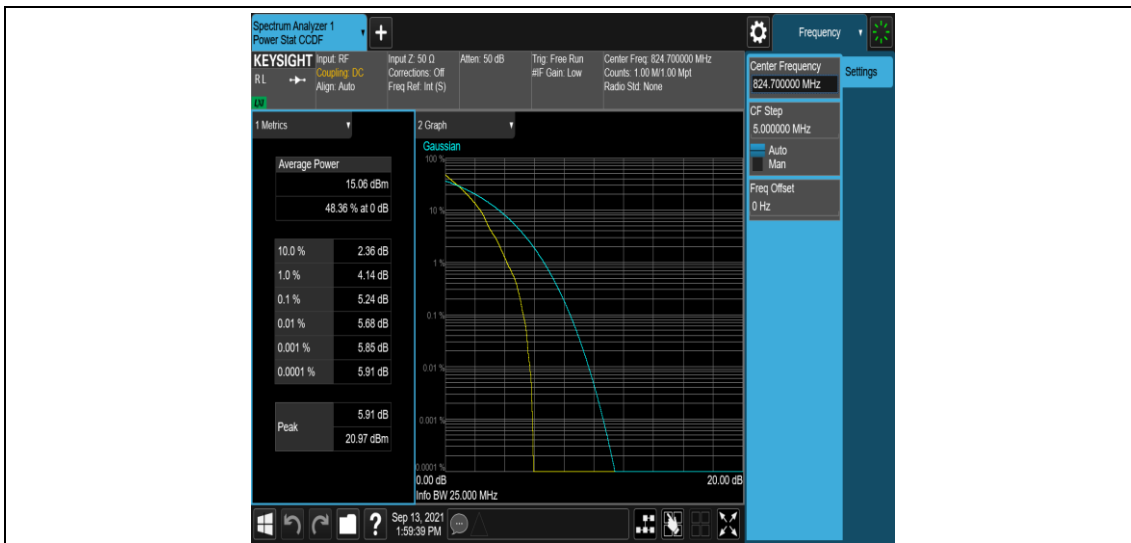 Spectrum Analyzer 1
Power Stat CCDF
+
Frequency
KEYSIGHT
RL
LNI
Input: RF
Coupling: DC
Align: Auto
Input Z: 50 Ω
Corrections: Off
Freq Ref: Int (S)
Atten: 50 dB
Trig: Free Run
#IF Gain: Low
Center Freq: 824.700000 MHz
Counts: 1.00 M/1.00 Mpt
Radio Std: None
Center Frequency
824.700000 MHz
Settings
CF Step
5.000000 MHz
Auto
Man
Freq Offset
0 Hz
1 Metrics
Average Power
15.06 dBm
48.36 % at 0 dB
10.0 % 2.36 dB
1.0 % 4.14 dB
0.1 % 5.24 dB
0.01 % 5.68 dB
0.001 % 5.85 dB
0.0001 % 5.91 dB
Peak
5.91 dB
20.97 dBm
2 Graph
Gaussian
100 %
10 %
1 %
0.1 %
0.01 %
0.001 %
0.0001 %
0.00 dB 20.00 dB
Info BW 25.000 MHz
?
Sep 13, 2021
1:59:39 PM